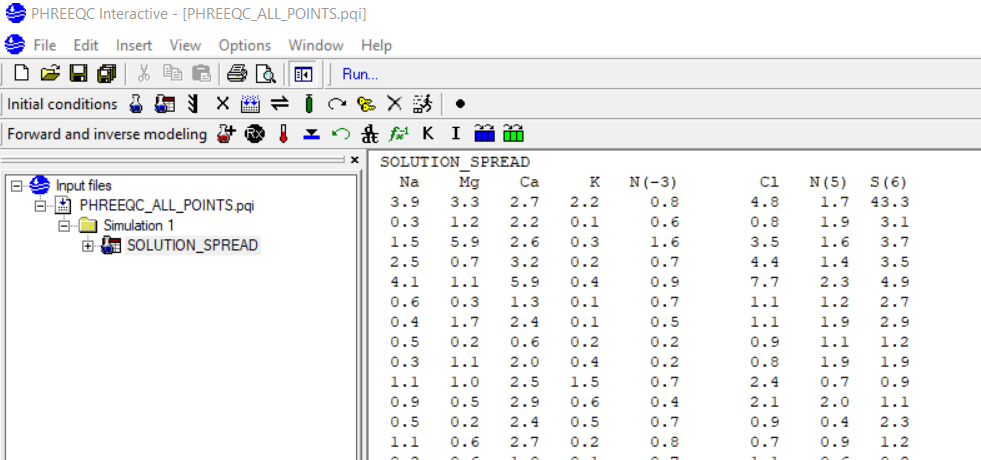 PHREEQC Interactive - [PHREEQC_ALL_POINTS.pqi]
File Edit Insert View Options Window Help
Run...
Initial conditions
Forward and inverse modeling
Input files
PHREEQC_ALL_POINTS.pqi
Simulation 1
SOLUTION_SPREAD
SOLUTION_SPREAD
Na Mg Ca K N(-3) Cl N(5) S(6)
3.9 3.3 2.7 2.2 0.8 4.8 1.7 43.3
0.3 1.2 2.2 0.1 0.6 0.8 1.9 3.1
1.5 5.9 2.6 0.3 1.6 3.5 1.6 3.7
2.5 0.7 3.2 0.2 0.7 4.4 1.4 3.5
4.1 1.1 5.9 0.4 0.9 7.7 2.3 4.9
0.6 0.3 1.3 0.1 0.7 1.1 1.2 2.7
0.4 1.7 2.4 0.1 0.5 1.1 1.9 2.9
0.5 0.2 0.6 0.2 0.2 0.9 1.1 1.2
0.3 1.1 2.0 0.4 0.2 0.8 1.9 1.9
1.1 1.0 2.5 1.5 0.7 2.4 0.7 0.9
0.9 0.5 2.9 0.6 0.4 2.1 2.0 1.1
0.5 0.2 2.4 0.5 0.7 0.9 0.4 2.3
1.1 0.6 2.7 0.2 0.8 0.7 0.9 1.2